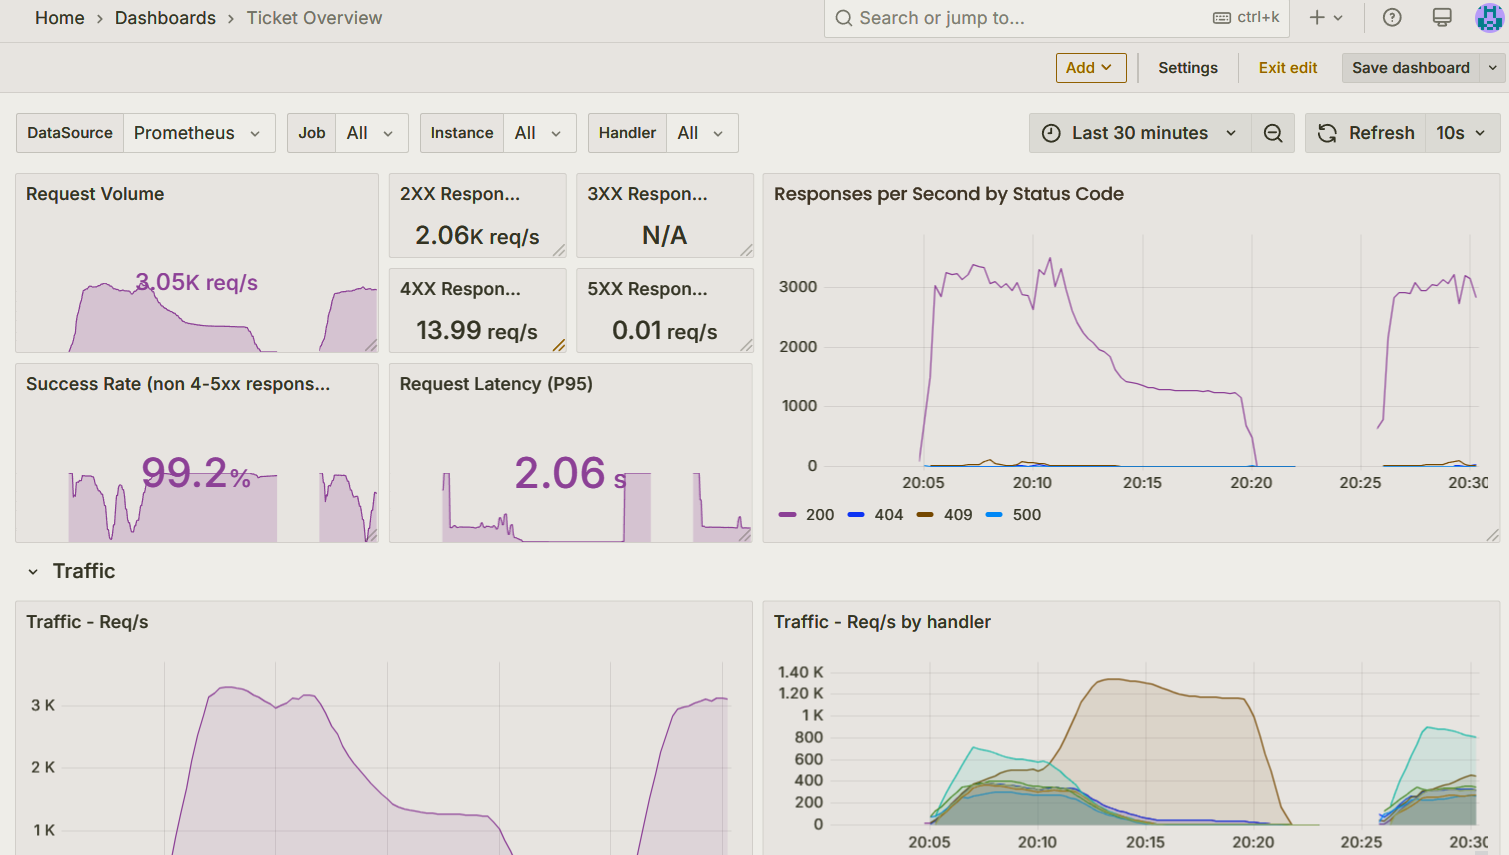 Home › Dashboards › Ticket Overview
Search or jump to... ctrl+k
Add Settings Exit edit Save dashboard
DataSource Prometheus Job All Instance All Handler All Last 30 minutes Refresh 10s
Request Volume
3.05K req/s
2XX Respon...
2.06K req/s
3XX Respon...
N/A
4XX Respon...
13.99 req/s
5XX Respon...
0.01 req/s
Success Rate (non 4-5xx respons...
99.2%
Request Latency (P95)
2.06 s
Responses per Second by Status Code
3000
2000
1000
0
20:05 20:10 20:15 20:20 20:25 20:30
200 404 409 500
Traffic
Traffic - Req/s
3 K
2 K
1 K
Traffic - Req/s by handler
1.40 K
1.20 K
1 K
800
600
400
200
0
20:05 20:10 20:15 20:20 20:25 20:30